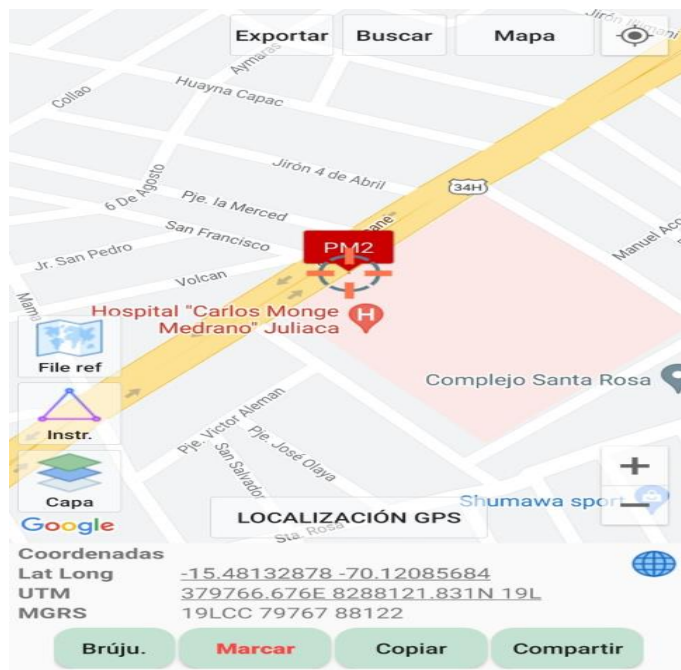 Exportar
Buscar
Mapa
Jirón Illimani
Aymaras
Huayna Capac
Collao
Jirón 4 de Abril
34H
6 De Agosto
Pje. la Merced
San Francisco
Jr. San Pedro
PM2
Volcan
Hospital "Carlos Monge
Medrano" Juliaca
H
File ref
Complejo Santa Rosa
Instr.
Pje. Victor Aleman
Pje. José Olaya
San Salvador
Capa
Google
LOCALIZACIÓN GPS
Shumawa sport
Sta. Rosa
Coordenadas
Lat Long -15.48132878 -70.12085684
UTM 379766.676E 8288121.831N 19L
MGRS 19LCC 79767 88122
Brúju.
Marcar
Copiar
Compartir